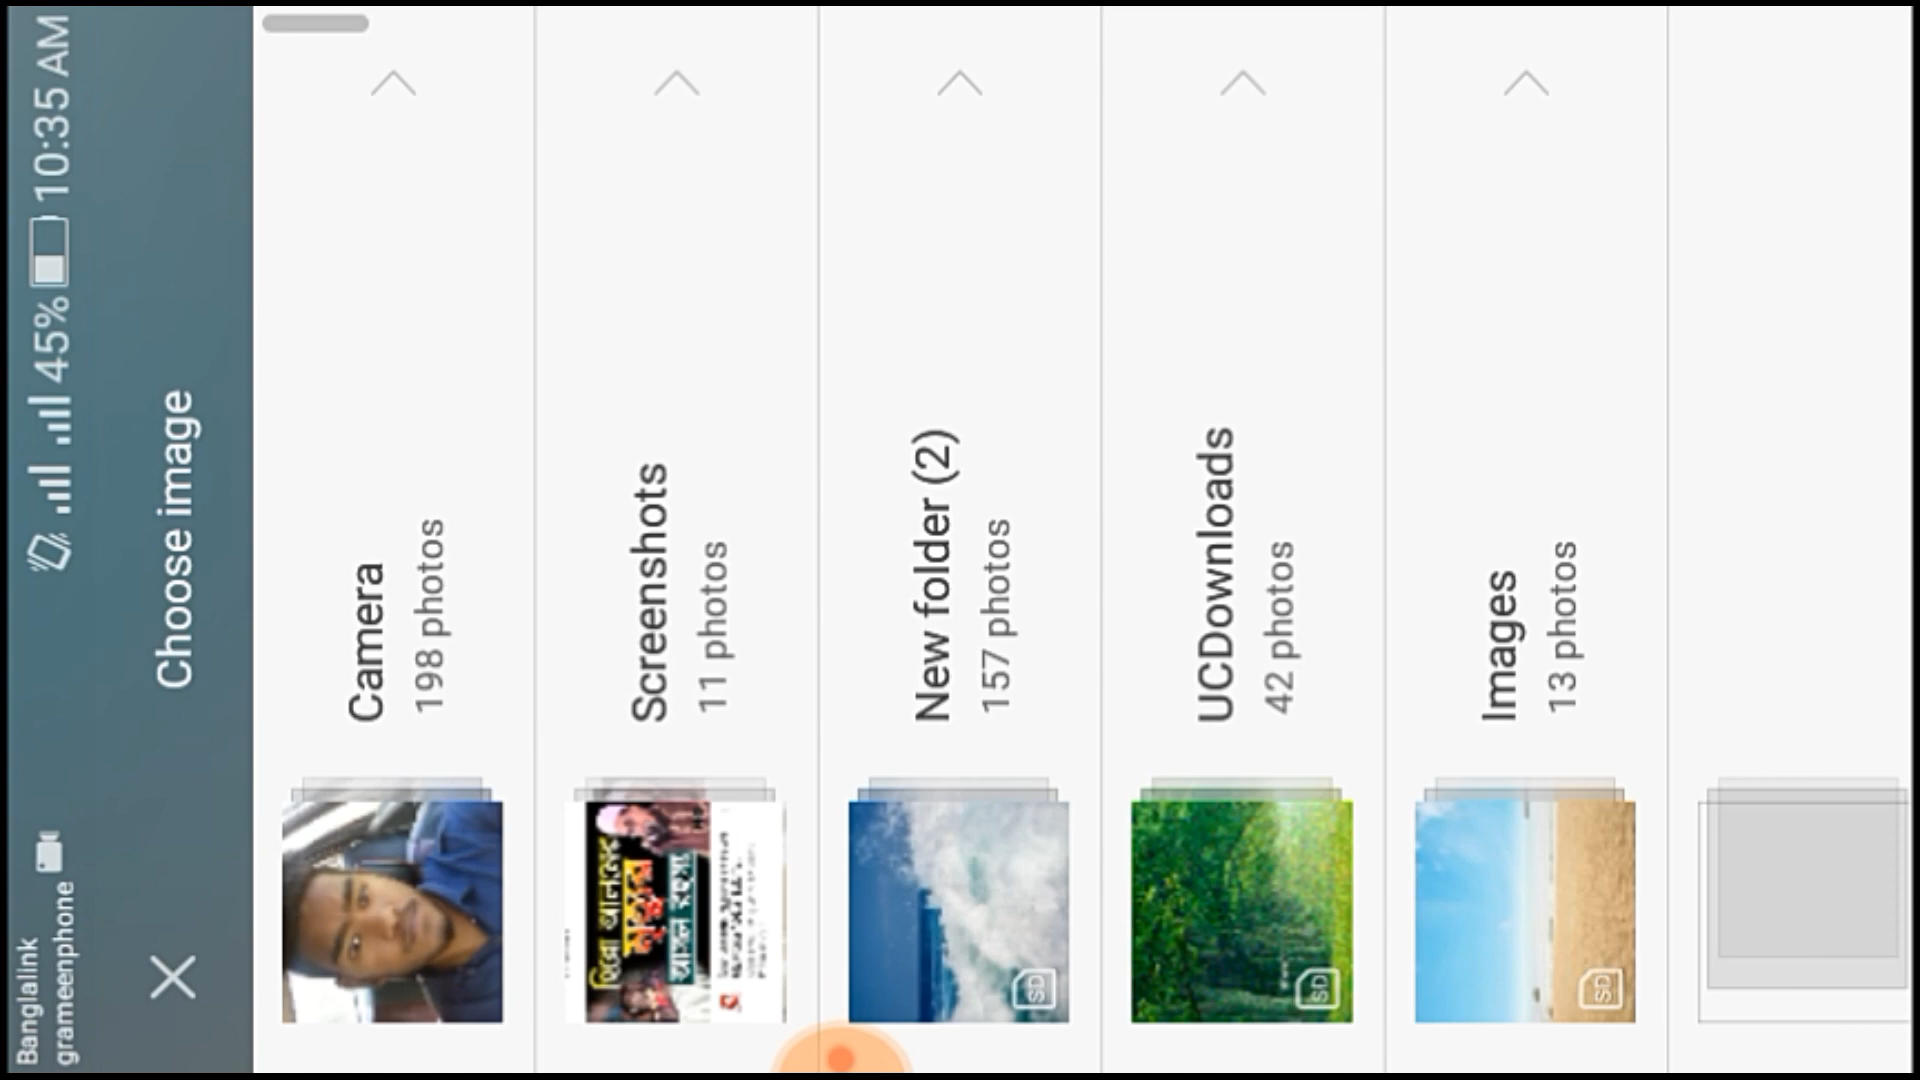 Banglalink
grameenphone
45%
10:35 AM
Choose image
Camera
198 photos
Screenshots
11 photos
New folder (2)
157 photos
SD
UCDownloads
42 photos
SD
Images
13 photos
SD